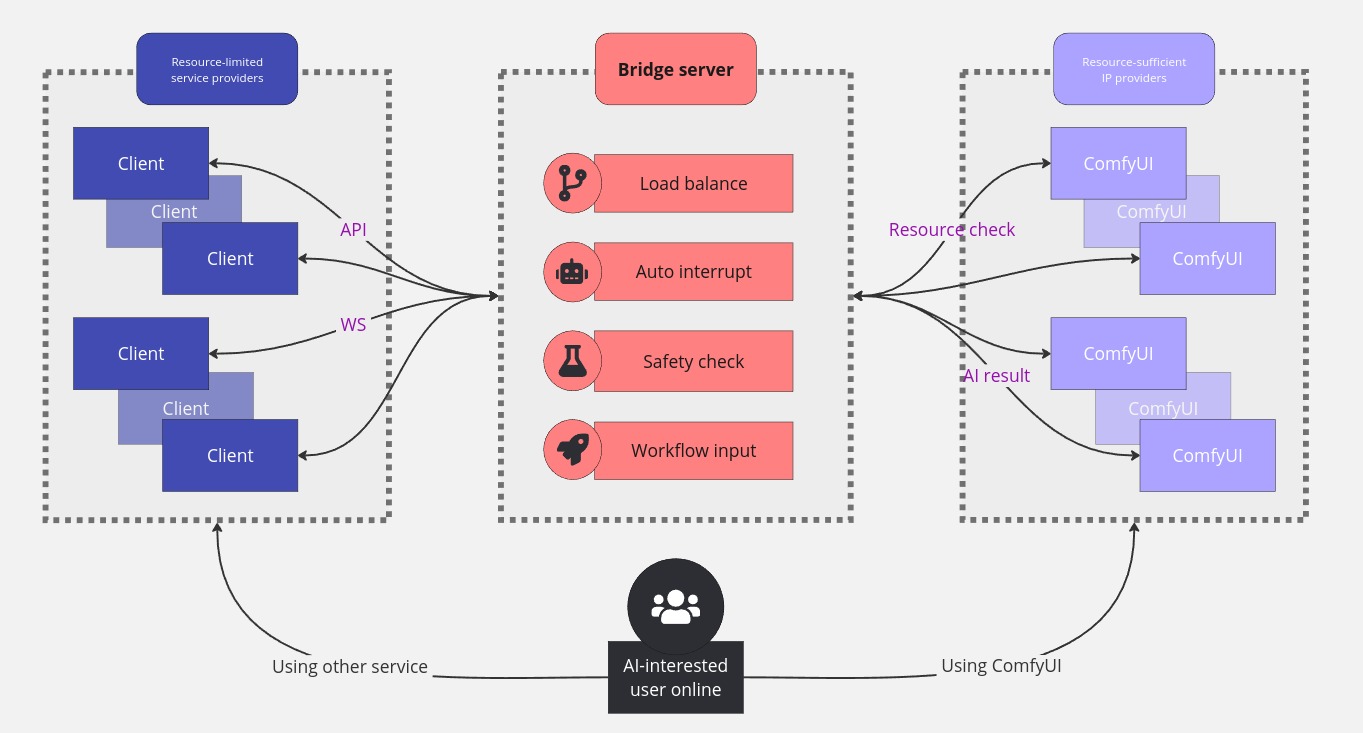 Resource-limited
service providers
Client
Client
Client
Client
Client
Client
API
WS
Bridge server
Load balance
Auto interrupt
Safety check
Workflow input
Resource check
AI result
Resource-sufficient
IP providers
ComfyUI
ComfyUI
ComfyUI
ComfyUI
ComfyUI
ComfyUI
Using other service
AI-interested
user online
Using ComfyUI